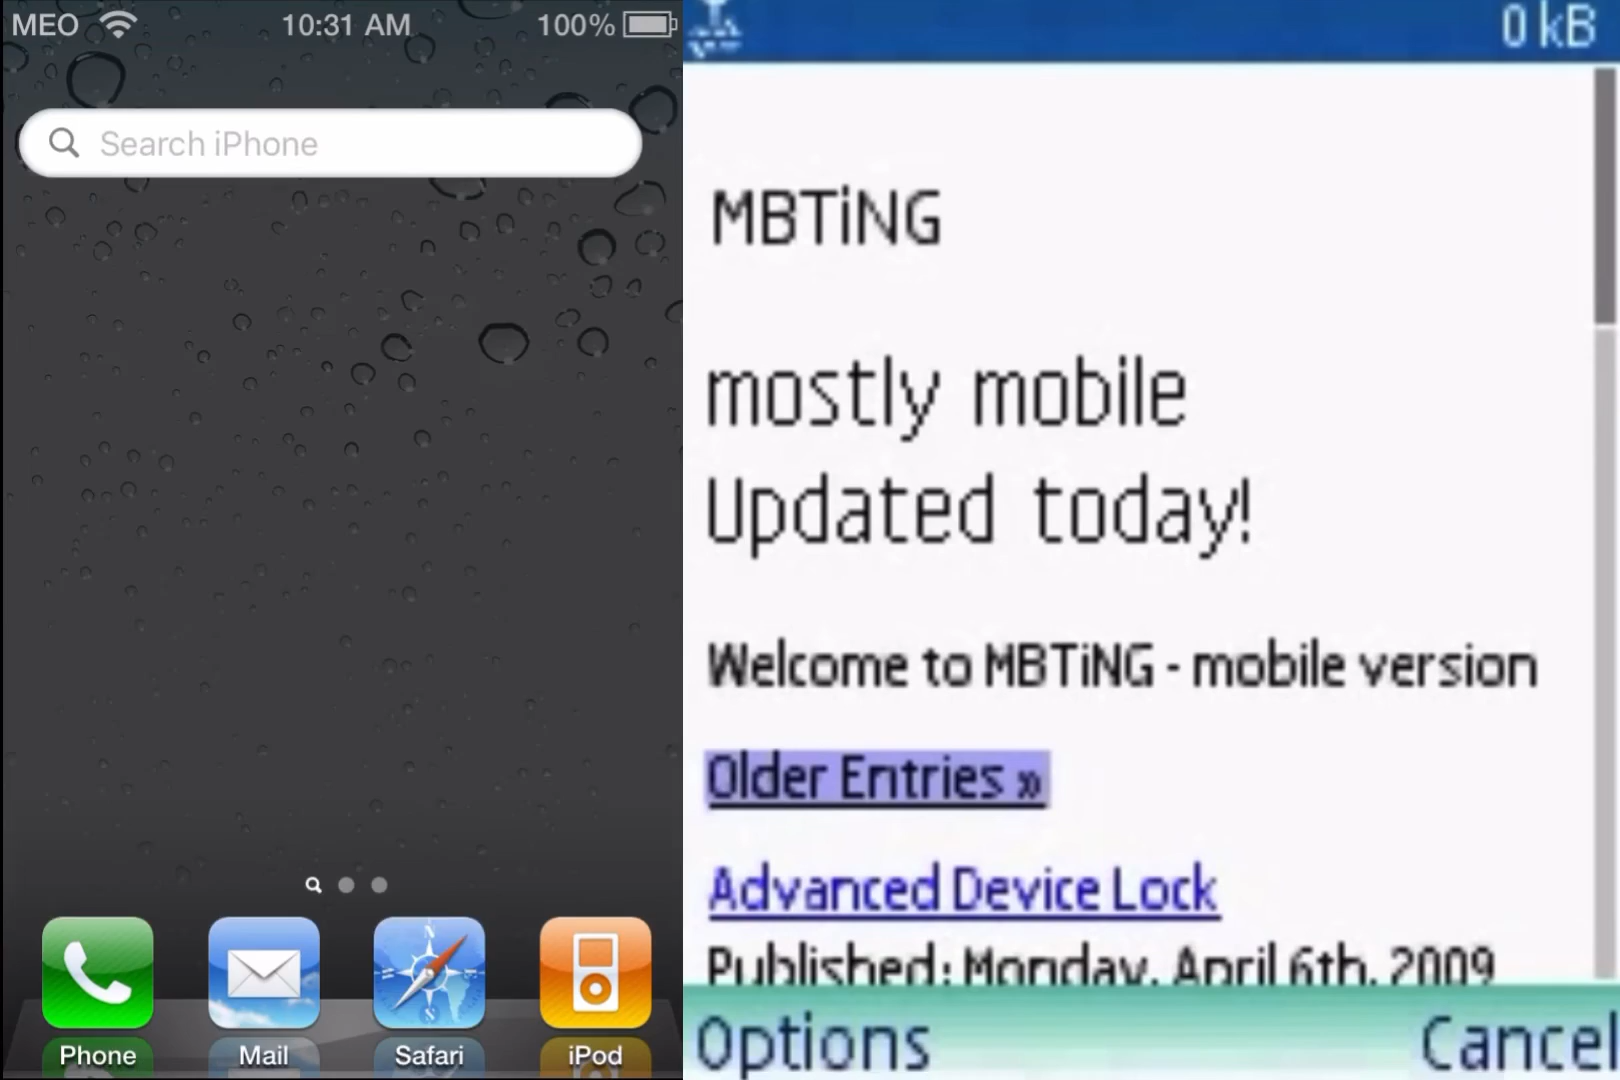 MEO 10:31 AM 100%
Search iPhone
Phone Mail Safari iPod
0 kB
MBTiNG
mostly mobile
Updated today!
Welcome to MBTiNG - mobile version
Older Entries »
Advanced Device Lock
Published: Monday, April 6th, 2009
Options Cancel